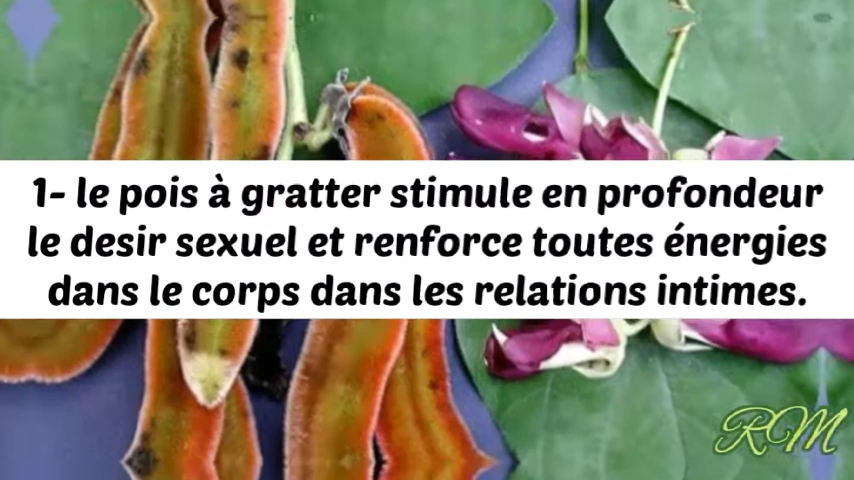 1- le pois à gratter stimule en profondeur
le desir sexuel et renforce toutes énergies
dans le corps dans les relations intimes.
RM